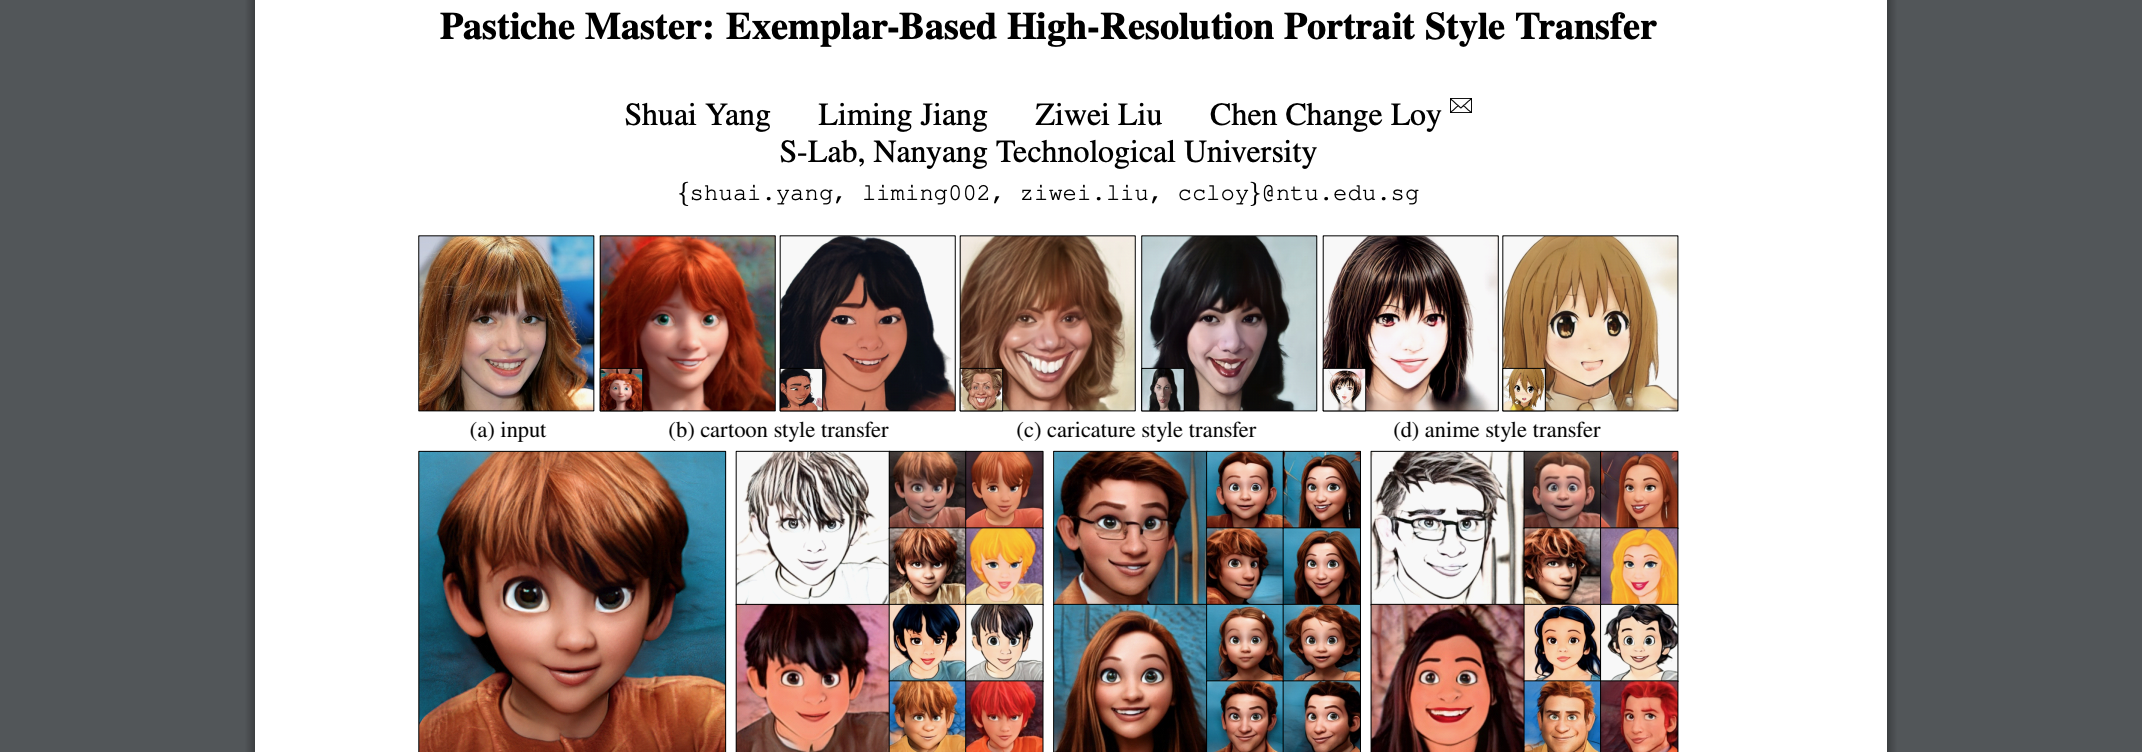 Pastiche Master: Exemplar-Based High-Resolution Portrait Style Transfer
Shuai Yang Liming Jiang Ziwei Liu Chen Change Loy
S-Lab, Nanyang Technological University
{shuai.yang, liming002, ziwei.liu, ccloy}@ntu.edu.sg
(a) input (b) cartoon style transfer (c) caricature style transfer (d) anime style transfer